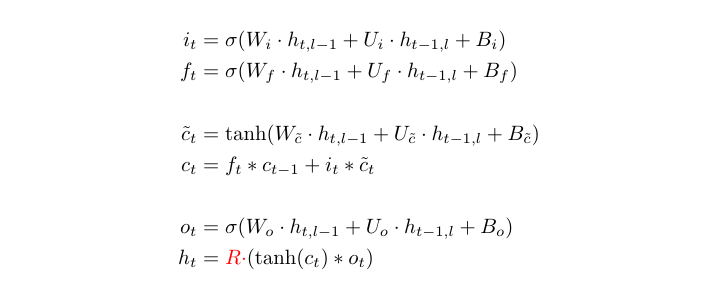 i_t = σ(W_i · h_{t,l−1} + U_i · h_{t−1,l} + B_i)
f_t = σ(W_f · h_{t,l−1} + U_f · h_{t−1,l} + B_f)
c̃_t = tanh(W_c̃ · h_{t,l−1} + U_c̃ · h_{t−1,l} + B_c̃)
c_t = f_t ∗ c_{t−1} + i_t ∗ c̃_t
o_t = σ(W_o · h_{t,l−1} + U_o · h_{t−1,l} + B_o)
h_t = R·(tanh(c_t) ∗ o_t)